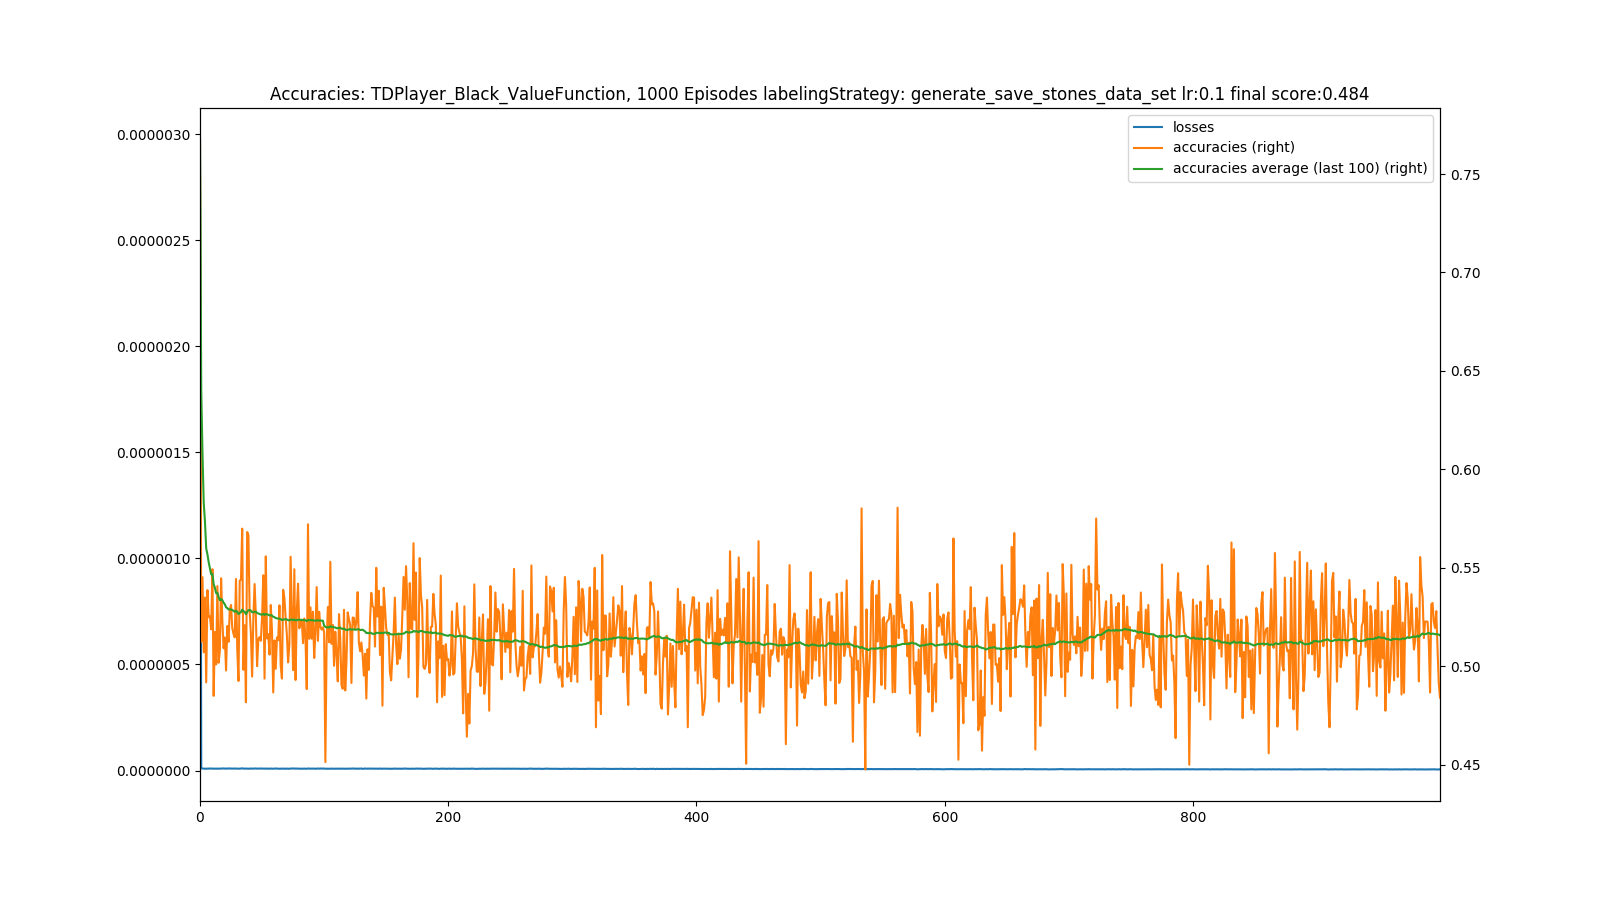 Accuracies: TDPlayer_Black_ValueFunction, 1000 Episodes labelingStrategy: generate_save_stones_data_set lr:0.1 final score:0.484
losses
accuracies (right)
accuracies average (last 100) (right)
0.0000030
0.0000025
0.0000020
0.0000015
0.0000010
0.0000005
0.0000000
0.75
0.70
0.65
0.60
0.55
0.50
0.45
0 200 400 600 800